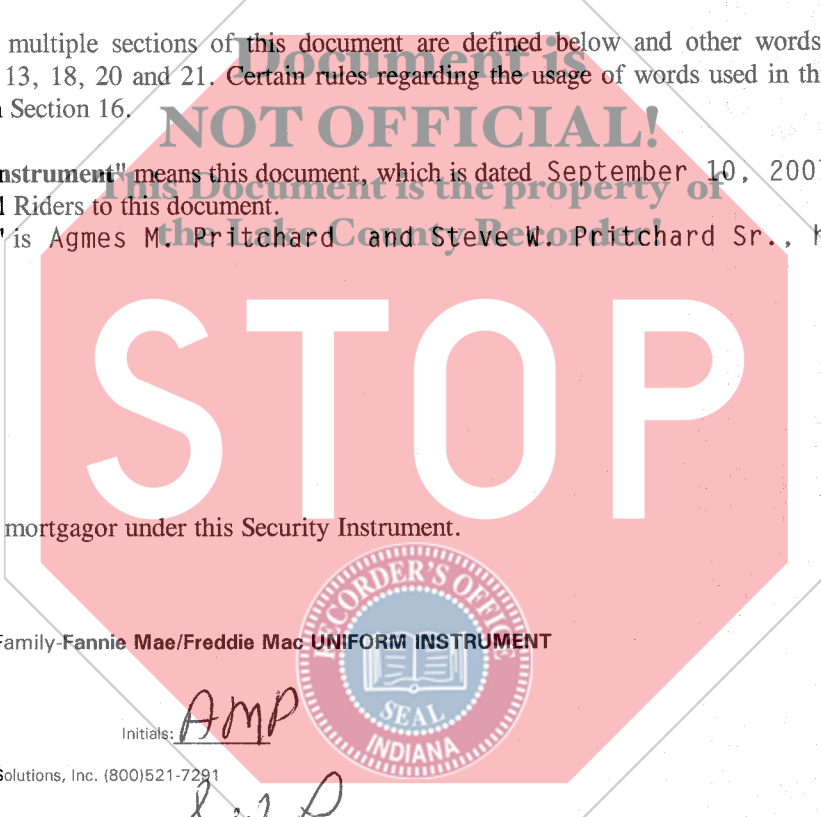 multiple sections of this document are defined below and other words
13, 18, 20 and 21. Certain rules regarding the usage of words used in th
Section 16.
Document is
NOT OFFICIAL!
This Document is the property of
the Lake County Recorder!
nstrument" means this document, which is dated September 10, 200
Riders to this document.
" is Agmes M. Pritchard and Steve W. Pritchard Sr., h
STOP
mortgagor under this Security Instrument.
RECORDER'S OFFICE
SEAL
INDIANA
Family-Fannie Mae/Freddie Mac UNIFORM INSTRUMENT
Initials: AMP
Solutions, Inc. (800)521-7291